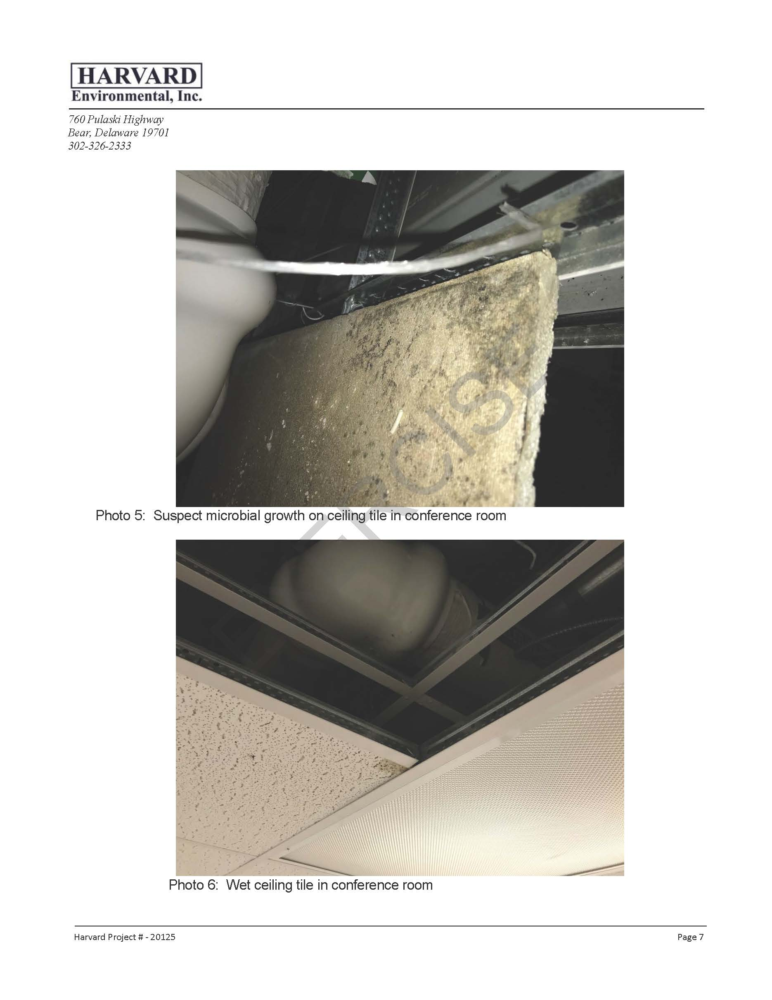 HARVARD
Environmental, Inc.
760 Pulaski Highway
Bear, Delaware 19701
302-326-2333
Photo 5:  Suspect microbial growth on ceiling tile in conference room
Photo 6:  Wet ceiling tile in conference room
Harvard Project # - 20125
Page 7